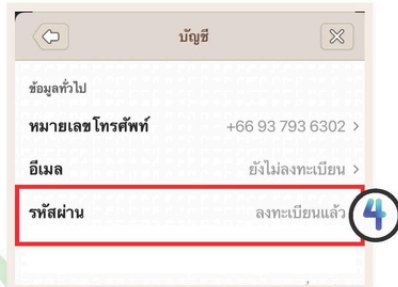 บัญชี
ข้อมูลทั่วไป
หมายเลขโทรศัพท์ +66 93 793 6302 >
อีเมล ยังไม่ลงทะเบียน >
รหัสผ่าน ลงทะเบียนแล้ว
4